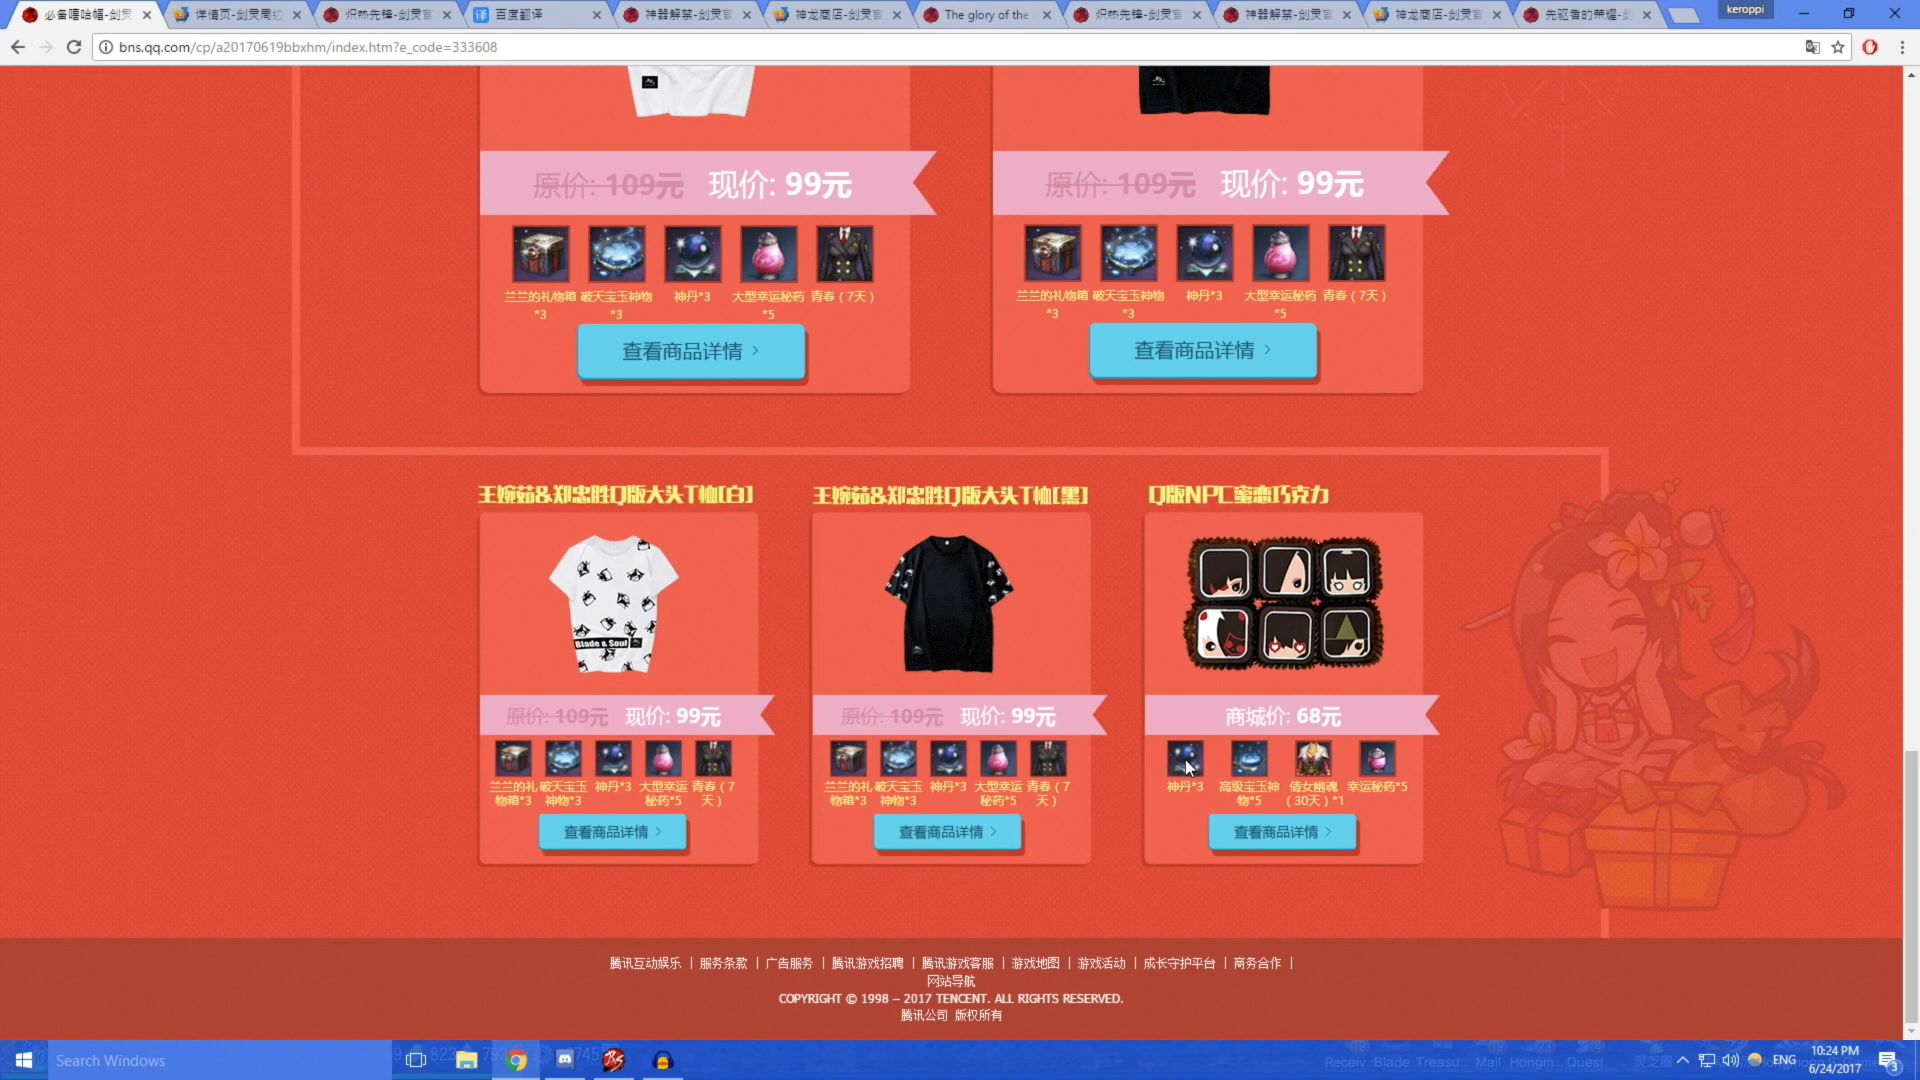 必备嘻哈帽-剑灵
详情页-剑灵周边
炽热先锋-剑灵官
百度翻译
神器解禁-剑灵官
神龙商店-剑灵官
The glory of the
炽热先锋-剑灵官
神器解禁-剑灵官
神龙商店-剑灵官
先驱者的荣耀-剑
keroppi
bns.qq.com/cp/a20170619bbxhm/index.htm?e_code=333608
原价: 109元 现价: 99元
原价: 109元 现价: 99元
兰兰的礼物箱 破天宝玉神物 神丹*3 大型幸运秘药 青春（7天）
*3 *3 *5
兰兰的礼物箱 破天宝玉神物 神丹*3 大型幸运秘药 青春（7天）
*3 *3 *5
查看商品详情 >
查看商品详情 >
王婉茹&郑忠胜Q版大头T恤[白]
王婉茹&郑忠胜Q版大头T恤[黑]
Q版NPC蜜恋巧克力
Blade & Soul
原价: 109元 现价: 99元
原价: 109元 现价: 99元
商城价: 68元
兰兰的礼 破天宝玉 神丹*3 大型幸运 青春（7
物箱*3 神物*3 秘药*5 天）
兰兰的礼 破天宝玉 神丹*3 大型幸运 青春（7
物箱*3 神物*3 秘药*5 天）
神丹*3 高级宝玉神 倩女幽魂 幸运秘药*5
物*5 （30天）*1
查看商品详情 >
查看商品详情 >
查看商品详情 >
腾讯互动娱乐 | 服务条款 | 广告服务 | 腾讯游戏招聘 | 腾讯游戏客服 | 游戏地图 | 游戏活动 | 成长守护平台 | 商务合作 |
网站导航
COPYRIGHT © 1998 – 2017 TENCENT. ALL RIGHTS RESERVED.
腾讯公司 版权所有
Search Windows
Receiv Blade Treasu... Mail Hongm... Quest
ENG
10:24 PM
6/24/2017
3